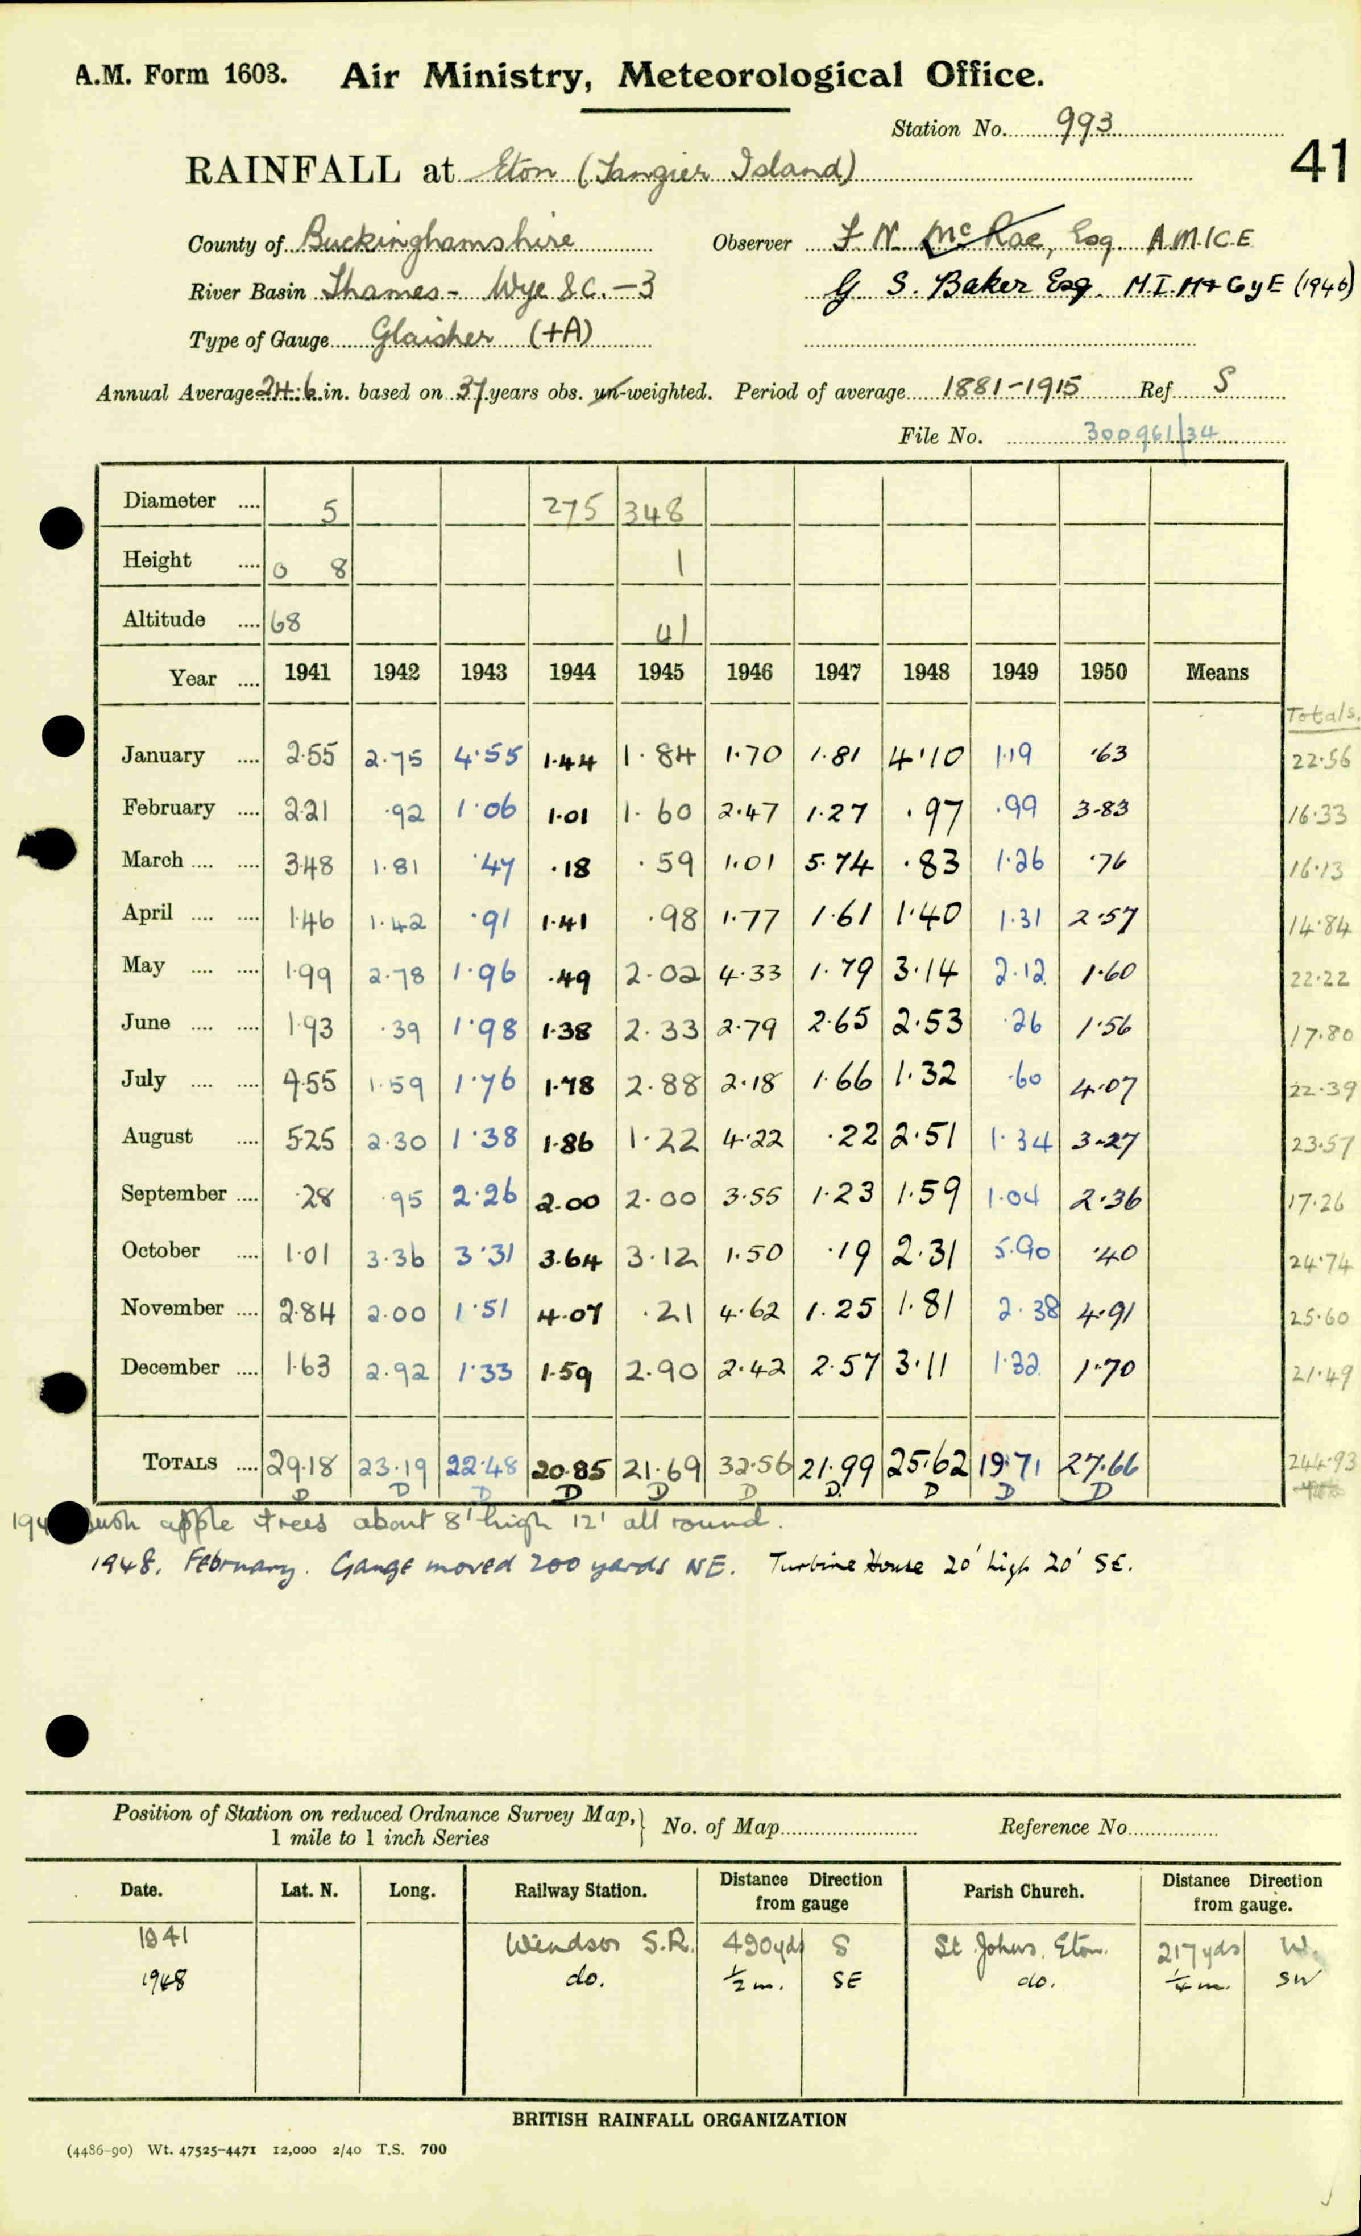 A.M. Form 1603. Air Ministry, Meteorological Office.
Station No. 993
41
RAINFALL at Eton (Tangier Island)
County of Buckinghamshire Observer F N McRae, Esq. A.M.I.C.E
River Basin Thames - Wye &C. - 3 G S. Baker Esq. M.I.M+CyE (1946)
Type of Gauge Glaisher (+A)
Annual Average 24.6 in. based on 37 years obs. un-weighted. Period of average 1881-1915 Ref S
File No. 300961/34
Diameter .... 5 275 348
Height .... 0 8 1
Altitude .... 68 41
Year .... 1941 1942 1943 1944 1945 1946 1947 1948 1949 1950 Means
Totals.
January .... 2.55 2.75 4.55 1.44 1.84 1.70 1.81 4.10 1.19 .63 22.56
February .... 2.21 .92 1.06 1.01 1.60 2.47 1.27 .97 .99 3.83 16.33
March .... .... 3.48 1.81 .47 .18 .59 1.01 5.74 .83 1.26 .76 16.13
April .... .... 1.46 1.42 .91 1.41 .98 1.77 1.61 1.40 1.31 2.57 14.84
May .... .... 1.99 2.78 1.96 .49 2.02 4.33 1.79 3.14 2.12 1.60 22.22
June .... .... 1.93 .39 1.98 1.38 2.33 2.79 2.65 2.53 .26 1.56 17.80
July .... .... 4.55 1.59 1.76 1.78 2.88 2.18 1.66 1.32 .60 4.07 22.39
August .... 5.25 2.30 1.38 1.86 1.22 4.22 .22 2.51 1.34 3.27 23.57
September .... .28 .95 2.26 2.00 2.00 3.55 1.23 1.59 1.04 2.36 17.26
October .... 1.01 3.36 3.31 3.64 3.12 1.50 .19 2.31 5.90 .40 24.74
November .... 2.84 2.00 1.51 4.07 .21 4.62 1.25 1.81 2.38 4.91 25.60
December .... 1.63 2.92 1.33 1.59 2.90 2.42 2.57 3.11 1.32 1.70 21.49
TOTALS .... 29.18 23.19 22.48 20.85 21.69 32.56 21.99 25.62 19.71 27.66 244.93
D D D D D D D. D D D
apple trees about 8' high 12' all round.
1948. February. Gauge moved 200 yards NE. Turbine House 20' high 20' SE.
Position of Station on reduced Ordnance Survey Map, 1 mile to 1 inch Series No. of Map Reference No.
Date. Lat. N. Long. Railway Station. Distance Direction from gauge Parish Church. Distance Direction from gauge.
1941 Windsor S.R. 490yds S St Johns, Eton. 217yds W.
1948 do. ½ m. SE do. ¼ m. SW
BRITISH RAINFALL ORGANIZATION
(4486-90) Wt. 47525-4471 12,000 2/40 T.S. 700